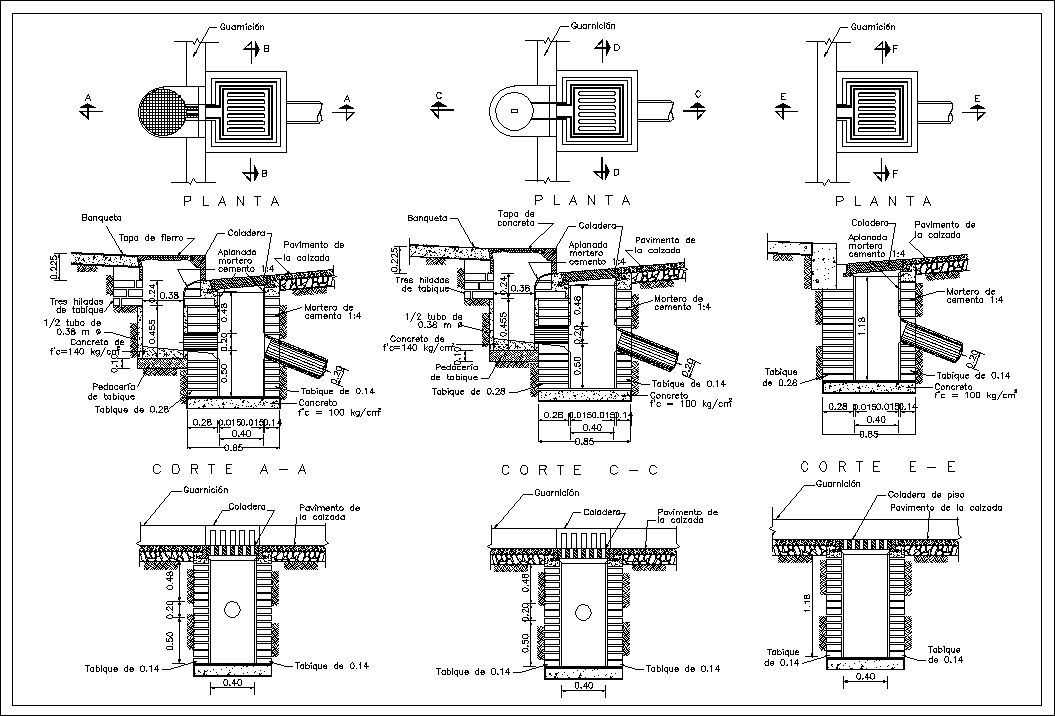 Guarnición
B
A
A
B
PLANTA
Guarnición
D
C
C
D
PLANTA
Guarnición
F
E
E
F
PLANTA
Banqueta
Tapa de fierro
Coladera
Aplanada
mortero
cemento 1:4
Pavimento de
la calzada
0.225
0.24
0.38
0.48
Tres hiladas
de tabique
Mortero de
cemento 1:4
1/2 tubo de
0.38 m ø
0.455
0.20
Concreto de
f'c=140 kg/cm²
0.10
0.50
0.20
Pedacería
de tabique
Tabique de 0.14
Tabique de 0.28
Concreto
f'c = 100 kg/cm²
0.28
0.015
0.015
0.14
0.40
0.85
CORTE A-A
Banqueta
Tapa de
concreto
Coladera
Aplanada
mortero
cemento 1:4
Pavimento de
la calzada
0.225
0.24
0.38
0.48
Tres hiladas
de tabique
Mortero de
cemento 1:4
1/2 tubo de
0.38 m ø
0.455
0.20
Concreto de
f'c=140 kg/cm²
0.50
0.20
Pedacería
de tabique
Tabique de 0.14
Tabique de 0.28
Concreto
f'c = 100 kg/cm²
0.28
0.015
0.015
0.14
0.40
0.85
CORTE C-C
Coladera
Aplanada
mortero
cemento 1:4
Pavimento de
la calzada
Mortero de
cemento 1:4
1.18
0.20
Tabique
de 0.28
Tabique de 0.14
Concreto
f'c = 100 kg/cm²
0.28
0.015
0.015
0.14
0.40
0.85
CORTE E-E
Guarnición
Coladera
Pavimento de
la calzada
0.48
0.20
0.50
Tabique de 0.14
Tabique de 0.14
0.40
Guarnición
Coladera
Pavimento de
la calzada
0.48
0.20
0.50
Tabique de 0.14
Tabique de 0.14
0.40
Guarnición
Coladera de piso
Pavimento de la calzada
1.18
Tabique
de 0.14
Tabique
de 0.14
0.40